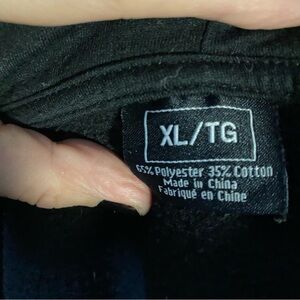 XL/TG
65% Polyester 35% Cotton
Made in China
Fabriqué en Chine